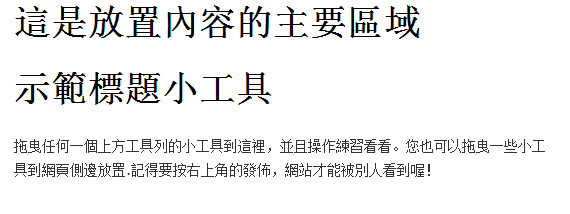 這是放置內容的主要區域
示範標題小工具
拖曳任何一個上方工具列的小工具到這裡，並且操作練習看看。您也可以拖曳一些小工
具到網頁側邊放置.記得要按右上角的發佈，網站才能被別人看到喔!